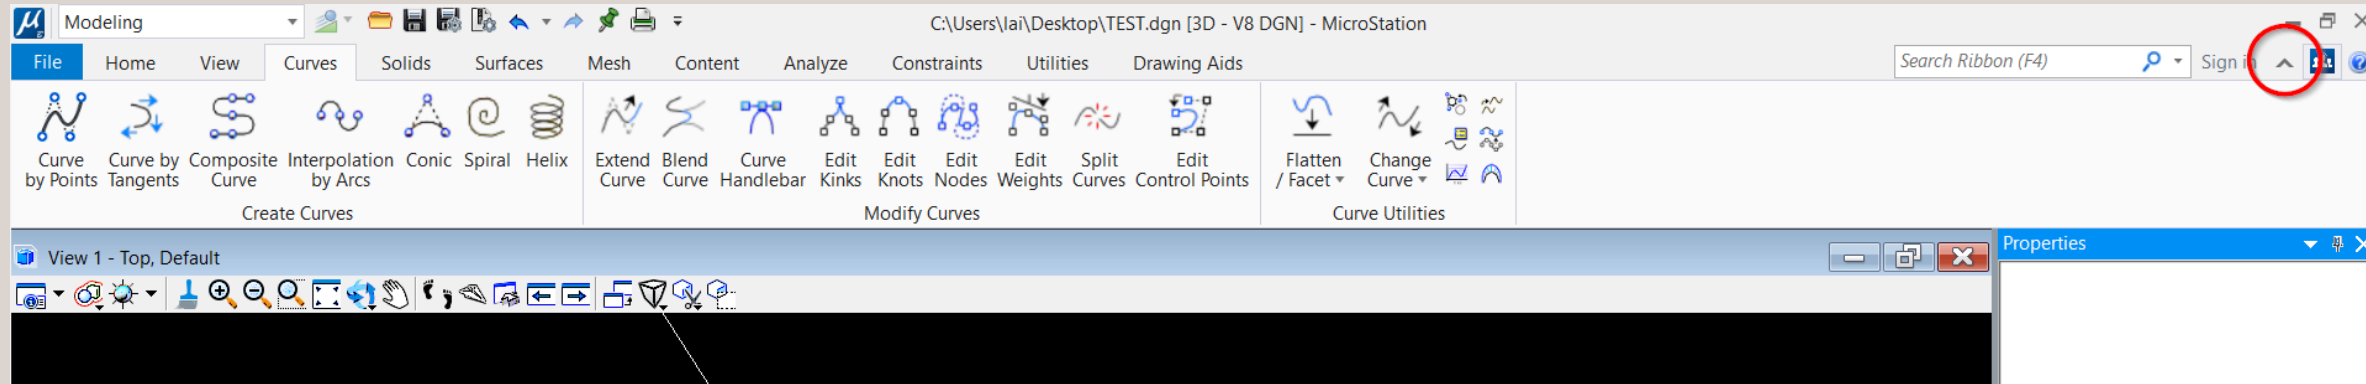 Modeling
C:\Users\lai\Desktop\TEST.dgn [3D - V8 DGN] - MicroStation
File Home View Curves Solids Surfaces Mesh Content Analyze Constraints Utilities Drawing Aids Search Ribbon (F4) Sign in
Curve by Points
Curve by Tangents
Composite Curve
Interpolation by Arcs
Conic
Spiral
Helix
Extend Curve
Blend Curve
Curve Handlebar
Edit Kinks
Edit Knots
Edit Nodes
Edit Weights
Split Curves
Edit Control Points
Flatten / Facet
Change Curve
Create Curves
Modify Curves
Curve Utilities
View 1 - Top, Default
Properties